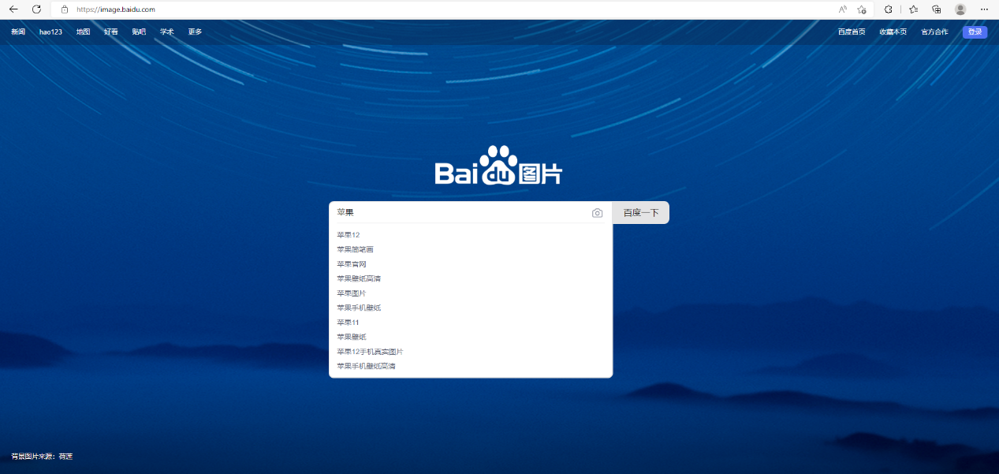 https://image.baidu.com
新闻 hao123 地图 好看 贴吧 学术 更多 百度首页 收藏本页 官方合作 登录
Bai du 图片
苹果 百度一下
苹果12
苹果简笔画
苹果官网
苹果壁纸高清
苹果图片
苹果手机壁纸
苹果11
苹果壁纸
苹果12手机真实图片
苹果手机壁纸高清
背景图片来源：荷莲